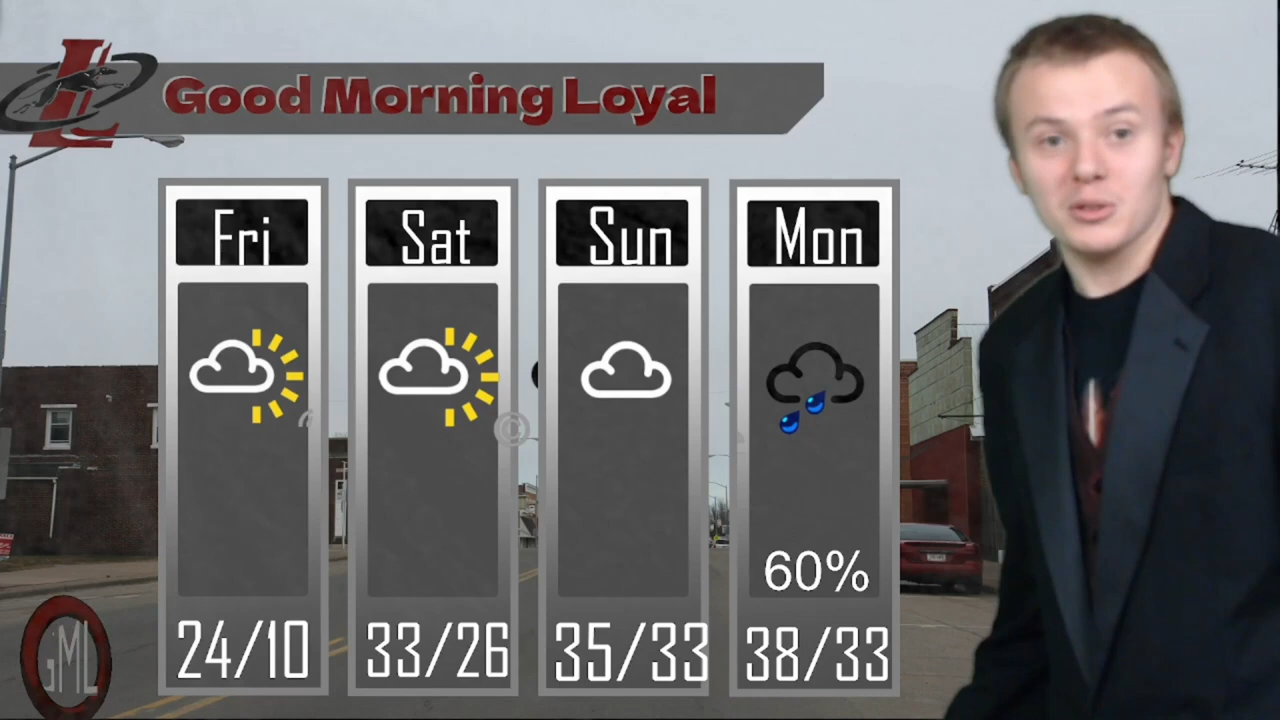 L
Good Morning Loyal
Fri
Sat
Sun
Mon
©
60%
24/10
33/26
35/33
38/33
GML